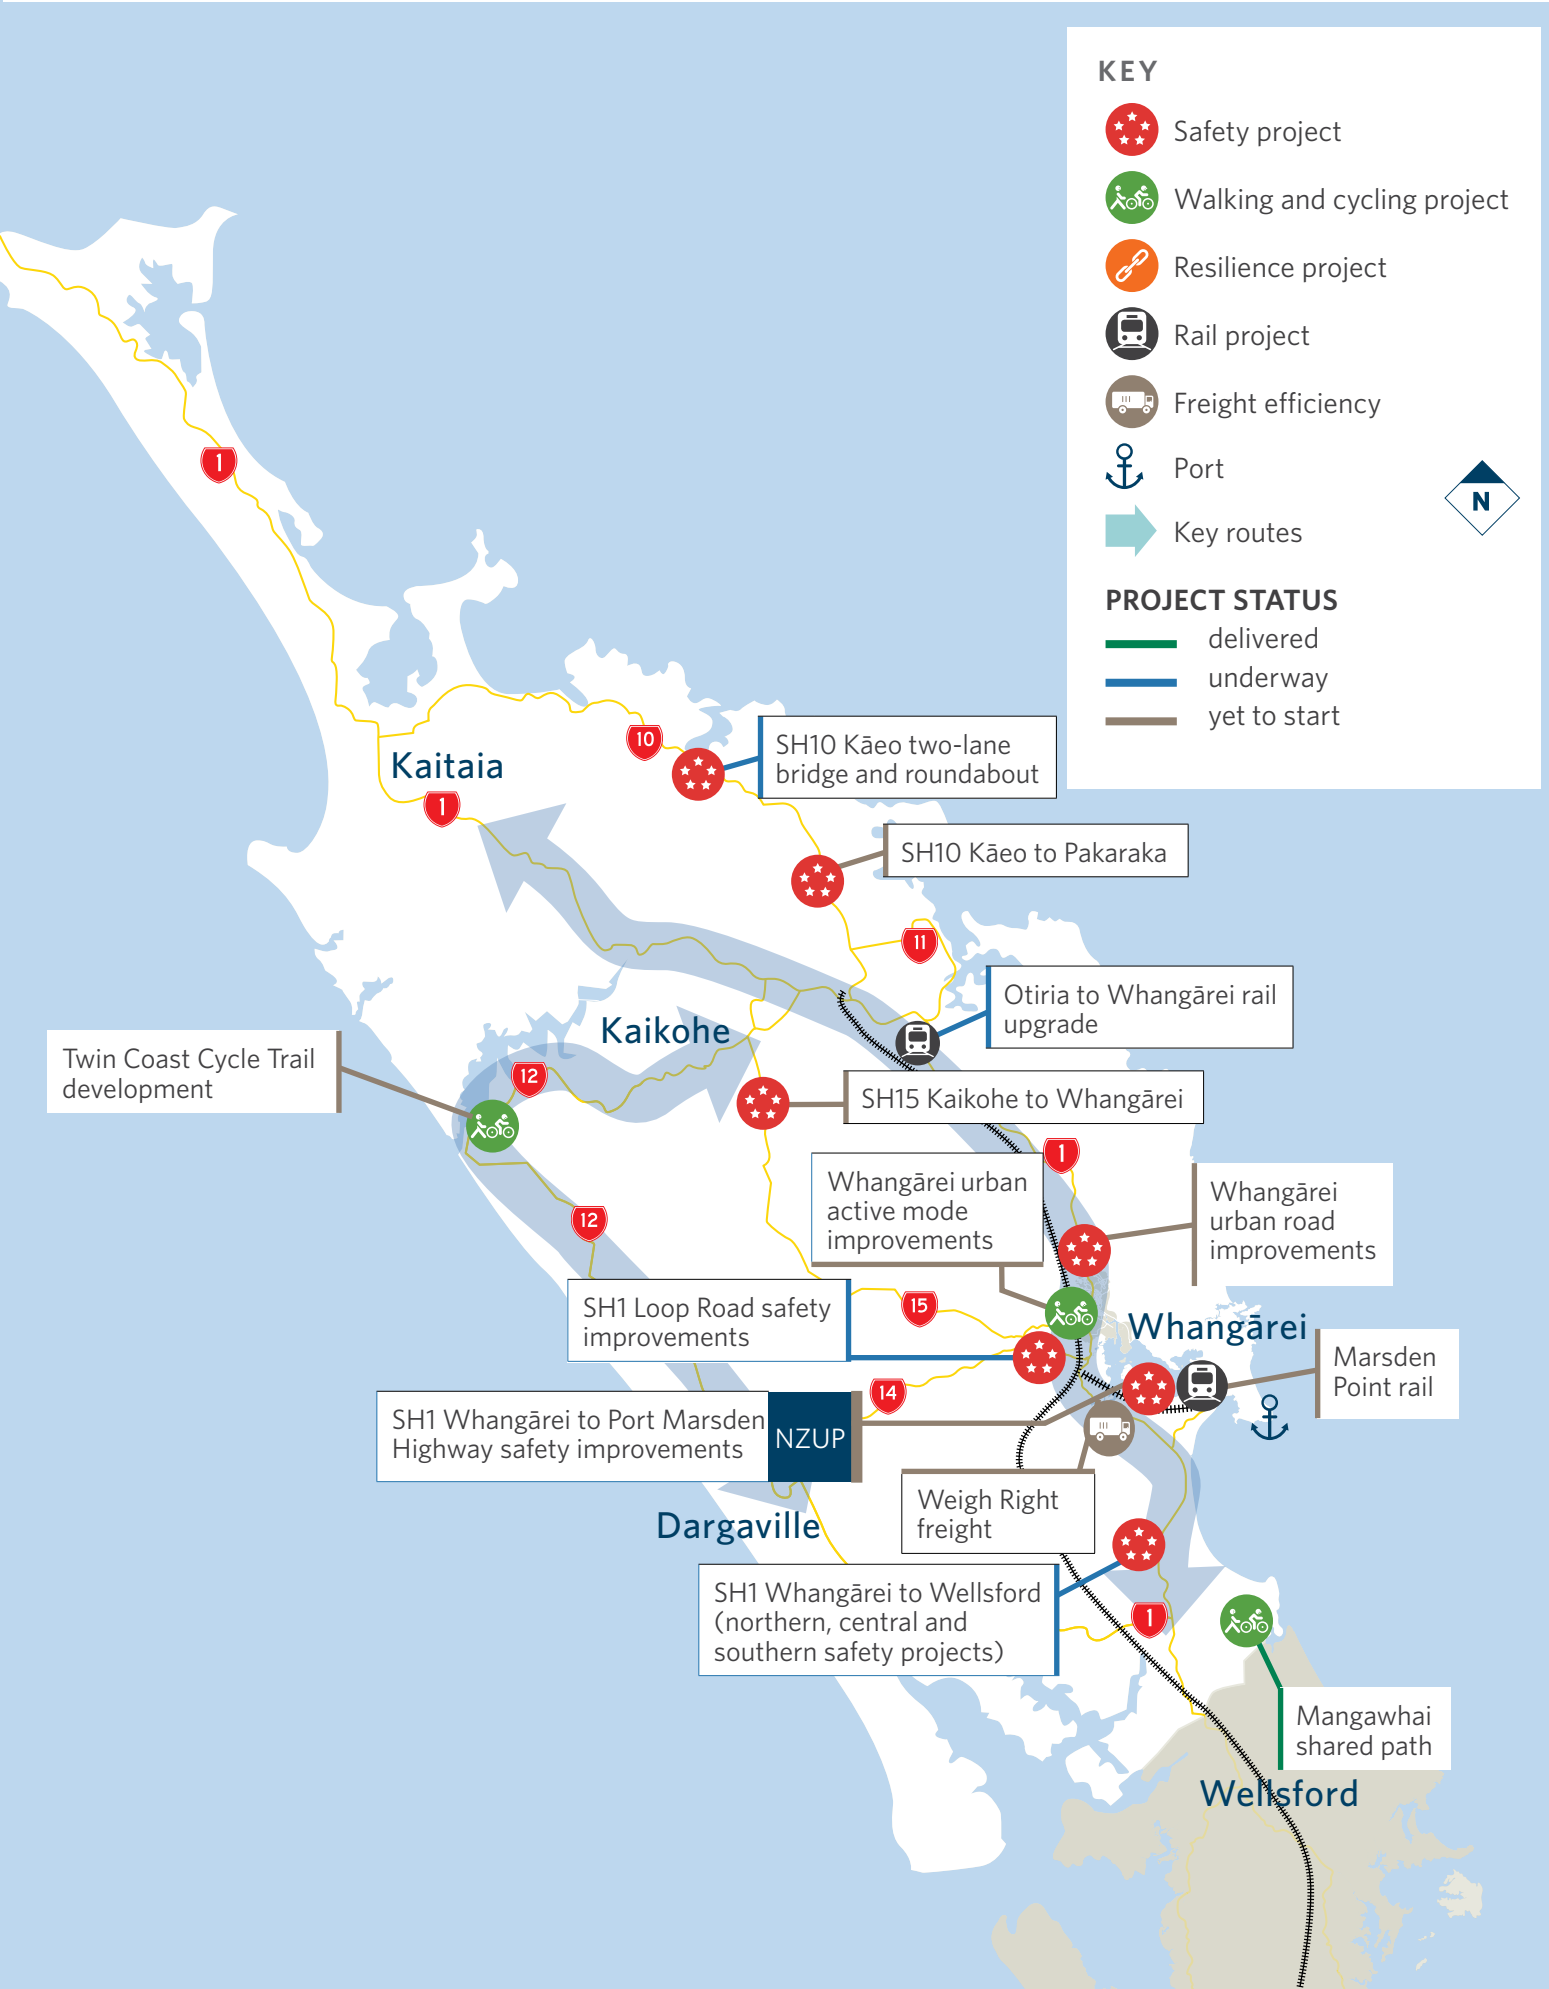 KEY
Safety project
Walking and cycling project
Resilience project
Rail project
Freight efficiency
Port
N
Key routes
PROJECT STATUS
delivered
underway
yet to start
1
10
SH10 Kāeo two-lane
bridge and roundabout
Kaitaia
1
SH10 Kāeo to Pakaraka
11
Otiria to Whangārei rail
upgrade
Kaikohe
Twin Coast Cycle Trail
development
12
SH15 Kaikohe to Whangārei
1
Whangārei urban
active mode
improvements
Whangārei
urban road
improvements
12
SH1 Loop Road safety
improvements
15
Whangārei
Marsden
Point rail
14
SH1 Whangārei to Port Marsden
Highway safety improvements
NZUP
Weigh Right
freight
Dargaville
SH1 Whangārei to Wellsford
(northern, central and
southern safety projects)
1
Mangawhai
shared path
Wellsford